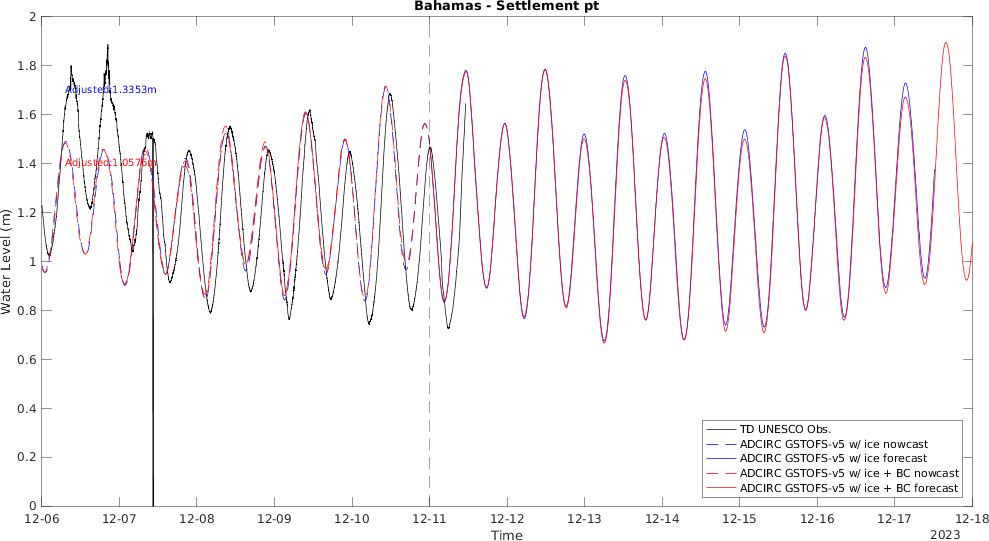 Bahamas - Settlement pt
2
1.8
1.6
1.4
1.2
1
0.8
0.6
0.4
0.2
0
Water Level (m)
Adjusted:1.3353m
Adjusted:1.0576m
TD UNESCO Obs.
ADCIRC GSTOFS-v5 w/ ice nowcast
ADCIRC GSTOFS-v5 w/ ice forecast
ADCIRC GSTOFS-v5 w/ ice + BC nowcast
ADCIRC GSTOFS-v5 w/ ice + BC forecast
12-06 12-07 12-08 12-09 12-10 12-11 12-12 12-13 12-14 12-15 12-16 12-17 12-18
Time
2023